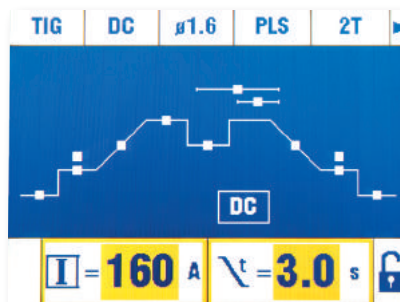 TIG DC ø1.6 PLS 2T
DC
I = 160 A t = 3.0 s